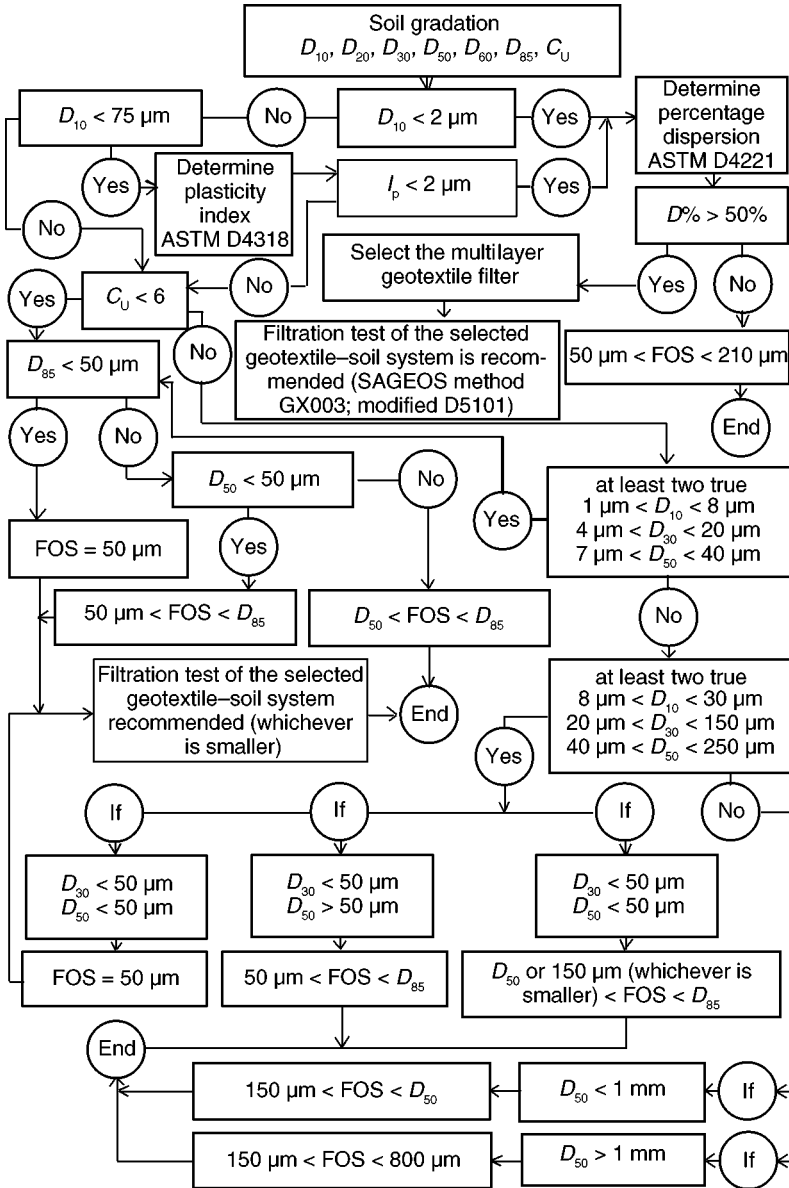 Soil gradation
D10, D20, D30, D50, D60, D85, CU
D10 < 75 µm
No
D10 < 2 µm
Yes
Determine
percentage
dispersion
ASTM D4221
Yes
Determine
plasticity
index
ASTM D4318
Ip < 2 µm
Yes
D% > 50%
No
Select the multilayer
geotextile filter
Yes
No
Yes
CU < 6
No
No
Filtration test of the selected
geotextile–soil system is recom-
mended (SAGEOS method
GX003; modified D5101)
50 µm < FOS < 210 µm
D85 < 50 µm
End
Yes
No
D50 < 50 µm
No
Yes
at least two true
1 µm < D10 < 8 µm
4 µm < D30 < 20 µm
7 µm < D50 < 40 µm
FOS = 50 µm
Yes
50 µm < FOS < D85
D50 < FOS < D85
No
Filtration test of the selected
geotextile–soil system
recommended (whichever
is smaller)
End
at least two true
8 µm < D10 < 30 µm
20 µm < D30 < 150 µm
40 µm < D50 < 250 µm
Yes
No
If
If
If
D30 < 50 µm
D50 < 50 µm
D30 < 50 µm
D50 > 50 µm
D30 < 50 µm
D50 < 50 µm
FOS = 50 µm
50 µm < FOS < D85
D50 or 150 µm (whichever is
smaller) < FOS < D85
End
150 µm < FOS < D50
D50 < 1 mm
If
150 µm < FOS < 800 µm
D50 > 1 mm
If